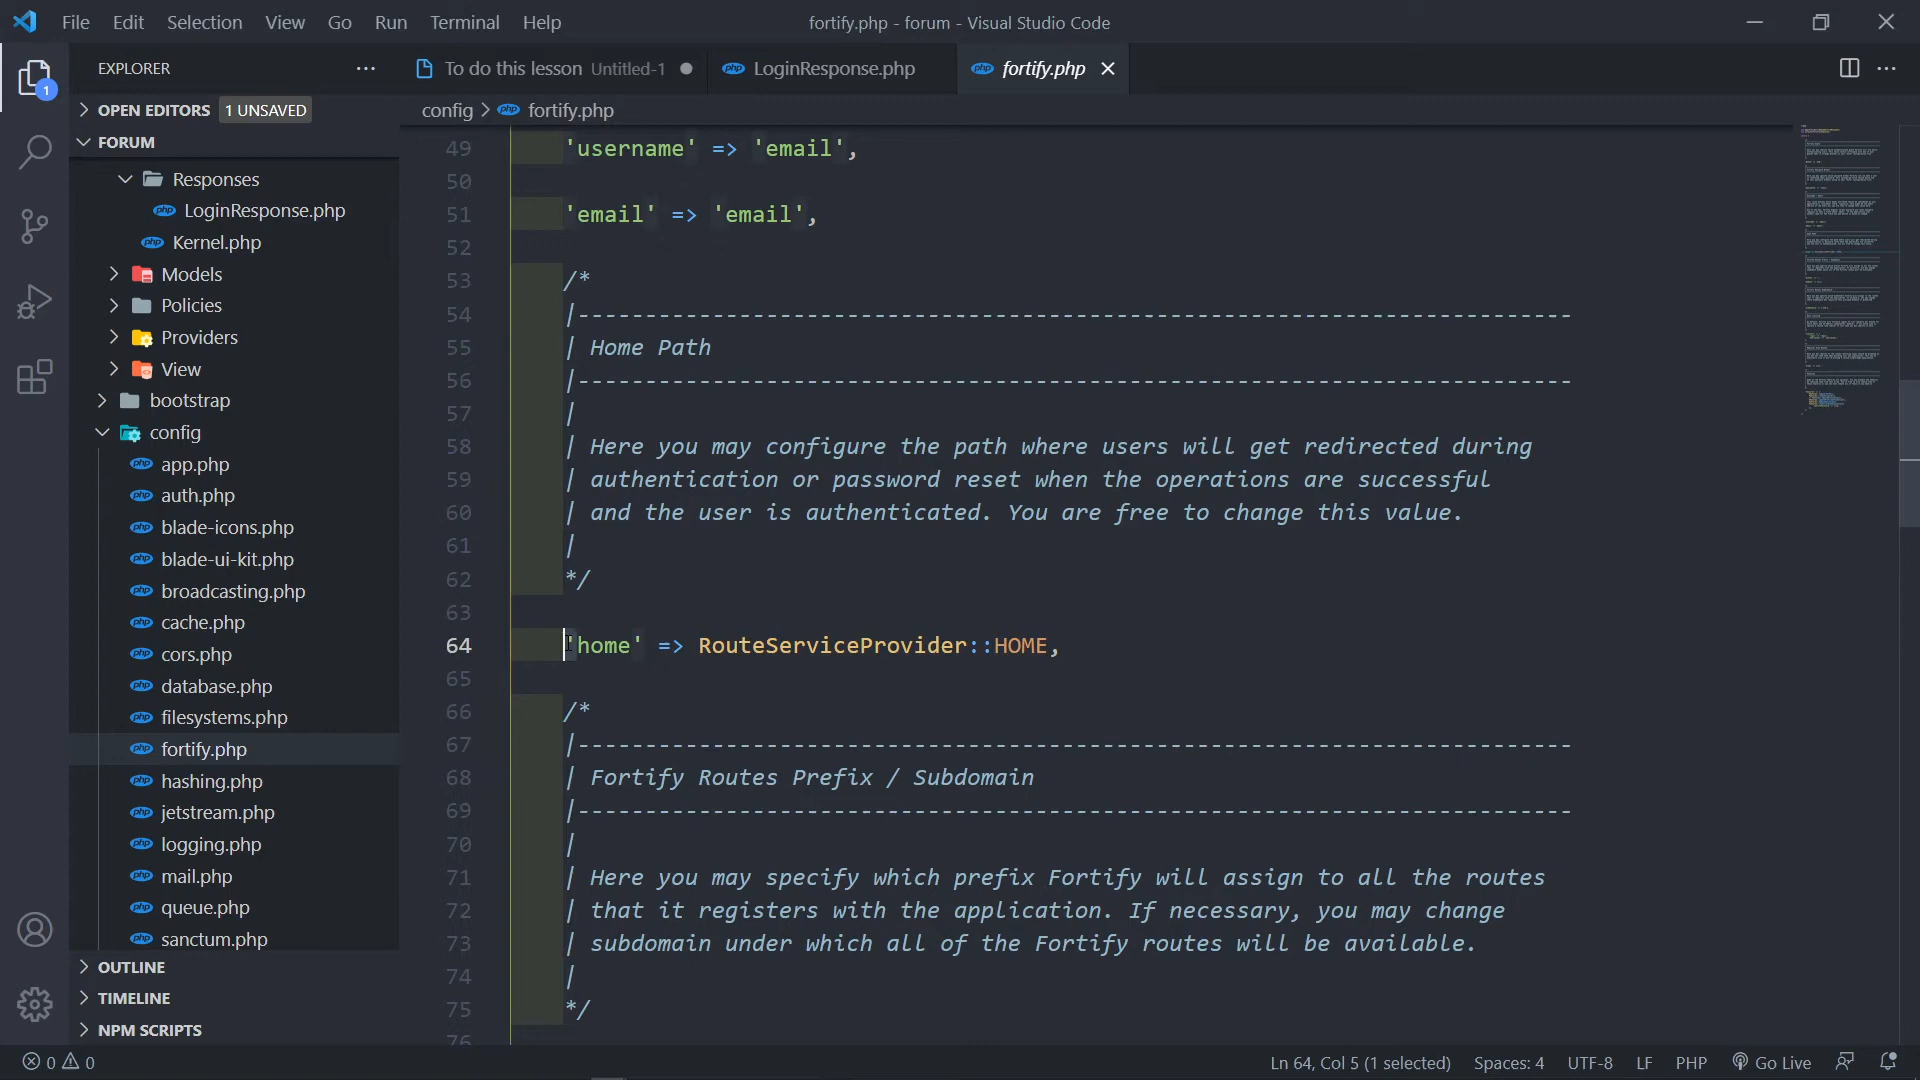 File Edit Selection View Go Run Terminal Help
fortify.php - forum - Visual Studio Code
EXPLORER
To do this lesson Untitled-1
LoginResponse.php
fortify.php
OPEN EDITORS 1 UNSAVED
config > fortify.php
FORUM
Responses
LoginResponse.php
Kernel.php
Models
Policies
Providers
View
bootstrap
config
app.php
auth.php
blade-icons.php
blade-ui-kit.php
broadcasting.php
cache.php
cors.php
database.php
filesystems.php
fortify.php
hashing.php
jetstream.php
logging.php
mail.php
queue.php
sanctum.php
OUTLINE
TIMELINE
NPM SCRIPTS
1
49 'username' => 'email',
50
51 'email' => 'email',
52
53 /*
54 |--------------------------------------------------------------------------
55 | Home Path
56 |--------------------------------------------------------------------------
57 |
58 | Here you may configure the path where users will get redirected during
59 | authentication or password reset when the operations are successful
60 | and the user is authenticated. You are free to change this value.
61 |
62 */
63
64 'home' => RouteServiceProvider::HOME,
65
66 /*
67 |--------------------------------------------------------------------------
68 | Fortify Routes Prefix / Subdomain
69 |--------------------------------------------------------------------------
70 |
71 | Here you may specify which prefix Fortify will assign to all the routes
72 | that it registers with the application. If necessary, you may change
73 | subdomain under which all of the Fortify routes will be available.
74 |
75 */
76
0 0
Ln 64, Col 5 (1 selected) Spaces: 4 UTF-8 LF PHP Go Live